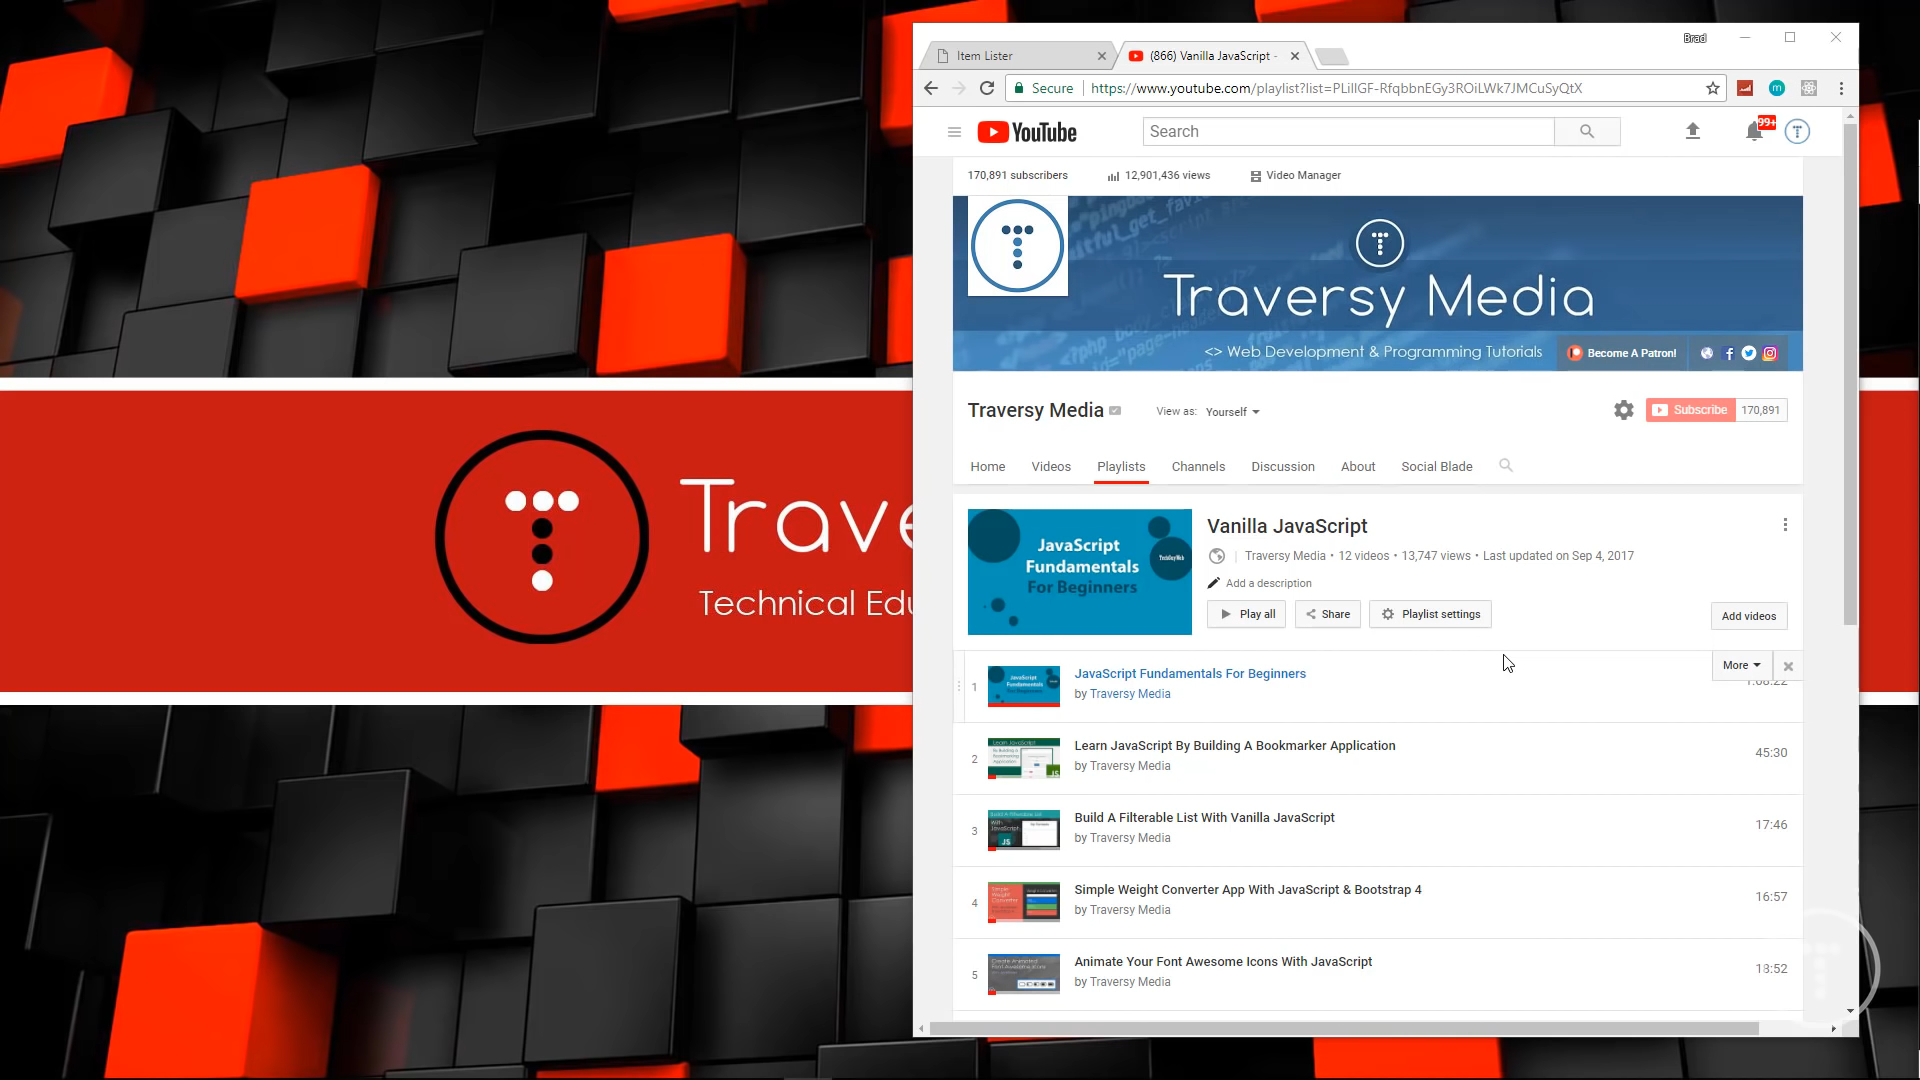 Brad
Item Lister
(866) Vanilla JavaScript -
Secure
https://www.youtube.com/playlist?list=PLillGF-RfqbbnEGy3ROiLWk7JMCuSyQtX
YouTube
Search
99+
170,891 subscribers
12,901,436 views
Video Manager
Traversy Media
<> Web Development & Programming Tutorials
Become A Patron!
Traversy Media
View as:
Yourself
Subscribe
170,891
Home
Videos
Playlists
Channels
Discussion
About
Social Blade
JavaScript
Fundamentals
For Beginners
TechGuyWeb
Vanilla JavaScript
Traversy Media • 12 videos • 13,747 views • Last updated on Sep 4, 2017
Add a description
Play all
Share
Playlist settings
Add videos
More
1
JavaScript Fundamentals For Beginners
by Traversy Media
1:08:22
2
Learn JavaScript By Building A Bookmarker Application
by Traversy Media
45:30
3
Build A Filterable List With Vanilla JavaScript
by Traversy Media
17:46
4
Simple Weight Converter App With JavaScript & Bootstrap 4
by Traversy Media
16:57
5
Animate Your Font Awesome Icons With JavaScript
by Traversy Media
18:52
Trave
Technical Edu